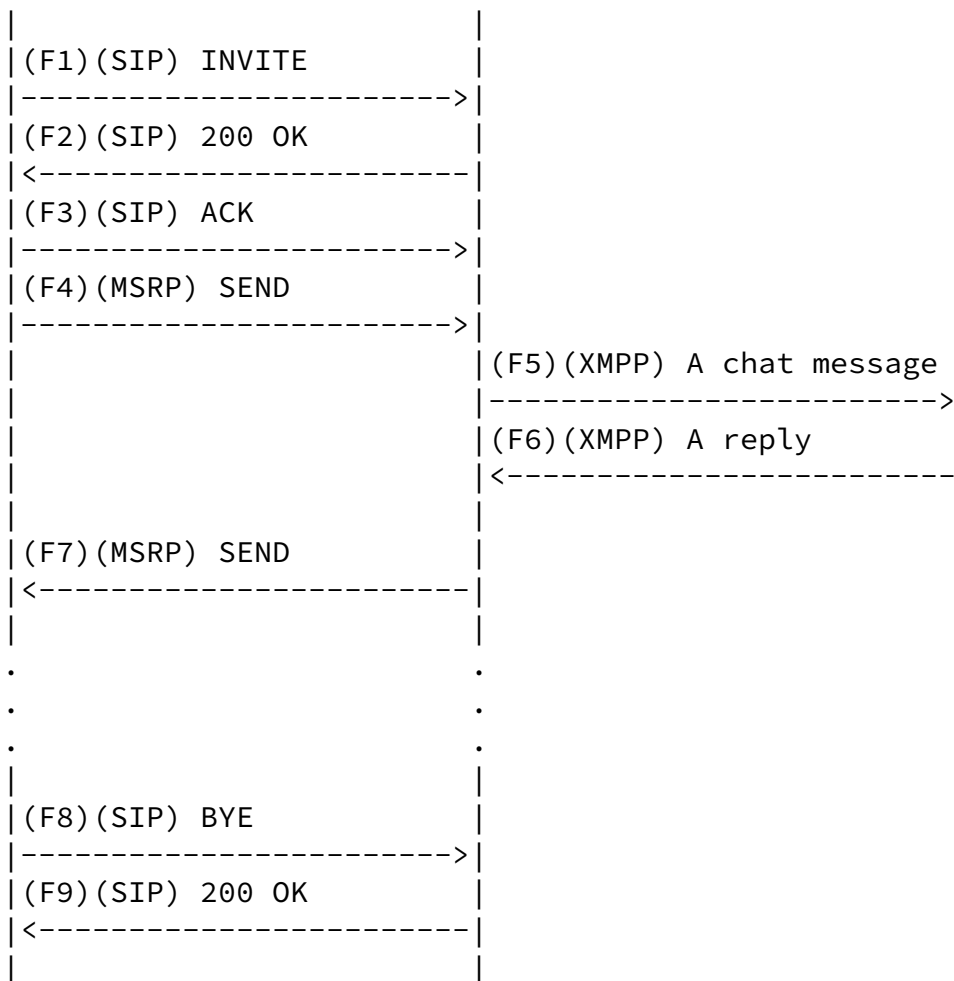 (F1)(SIP) INVITE
(F2)(SIP) 200 OK
(F3)(SIP) ACK
(F4)(MSRP) SEND
(F5)(XMPP) A chat message
(F6)(XMPP) A reply
(F7)(MSRP) SEND
(F8)(SIP) BYE
(F9)(SIP) 200 OK